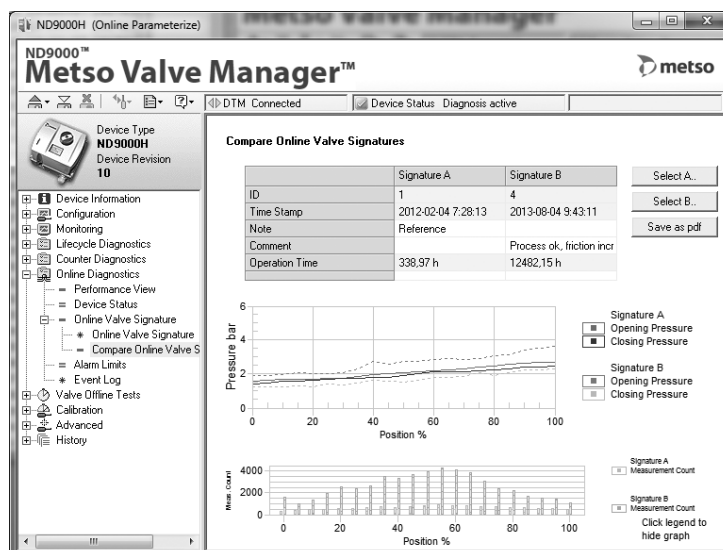 ND9000H (Online Parameterize)
ND9000™
Metso Valve Manager™
metso
DTM Connected
Device Status Diagnosis active
Device Type
ND9000H
Device Revision
10
Device Information
Configuration
Monitoring
Lifecycle Diagnostics
Counter Diagnostics
Online Diagnostics
Performance View
Device Status
Online Valve Signature
Online Valve Signature
Compare Online Valve S
Alarm Limits
Event Log
Valve Offline Tests
Calibration
Advanced
History
Compare Online Valve Signatures
Signature A Signature B
ID 1 4
Time Stamp 2012-02-04 7:28:13 2013-08-04 9:43:11
Note Reference
Comment Process ok, friction incr
Operation Time 338,97 h 12482,15 h
Select A..
Select B..
Save as pdf
Pressure bar
6
4
2
0
0 20 40 60 80 100
Position %
Signature A
Opening Pressure
Closing Pressure
Signature B
Opening Pressure
Closing Pressure
Meas. Count
4000
2000
0
0 20 40 60 80 100
Position %
Signature A
Measurement Count
Signature B
Measurement Count
Click legend to
hide graph